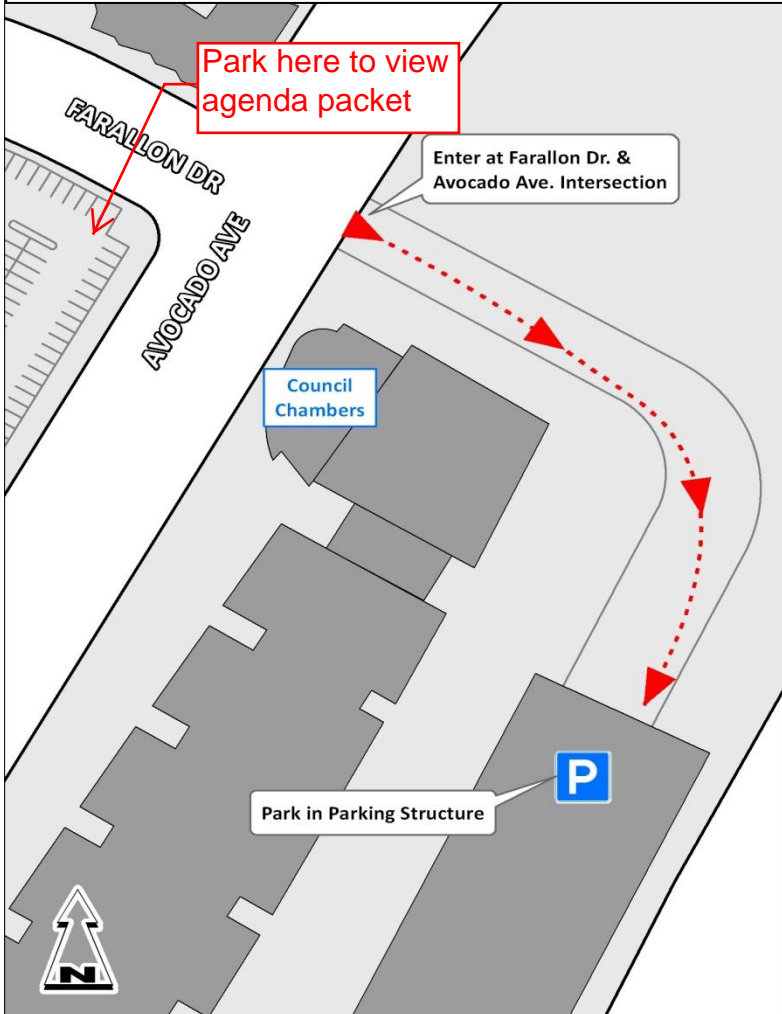 Park here to view
agenda packet
FARALLON DR
Enter at Farallon Dr. &
Avocado Ave. Intersection
AVOCADO AVE
Council
Chambers
P
Park in Parking Structure
N